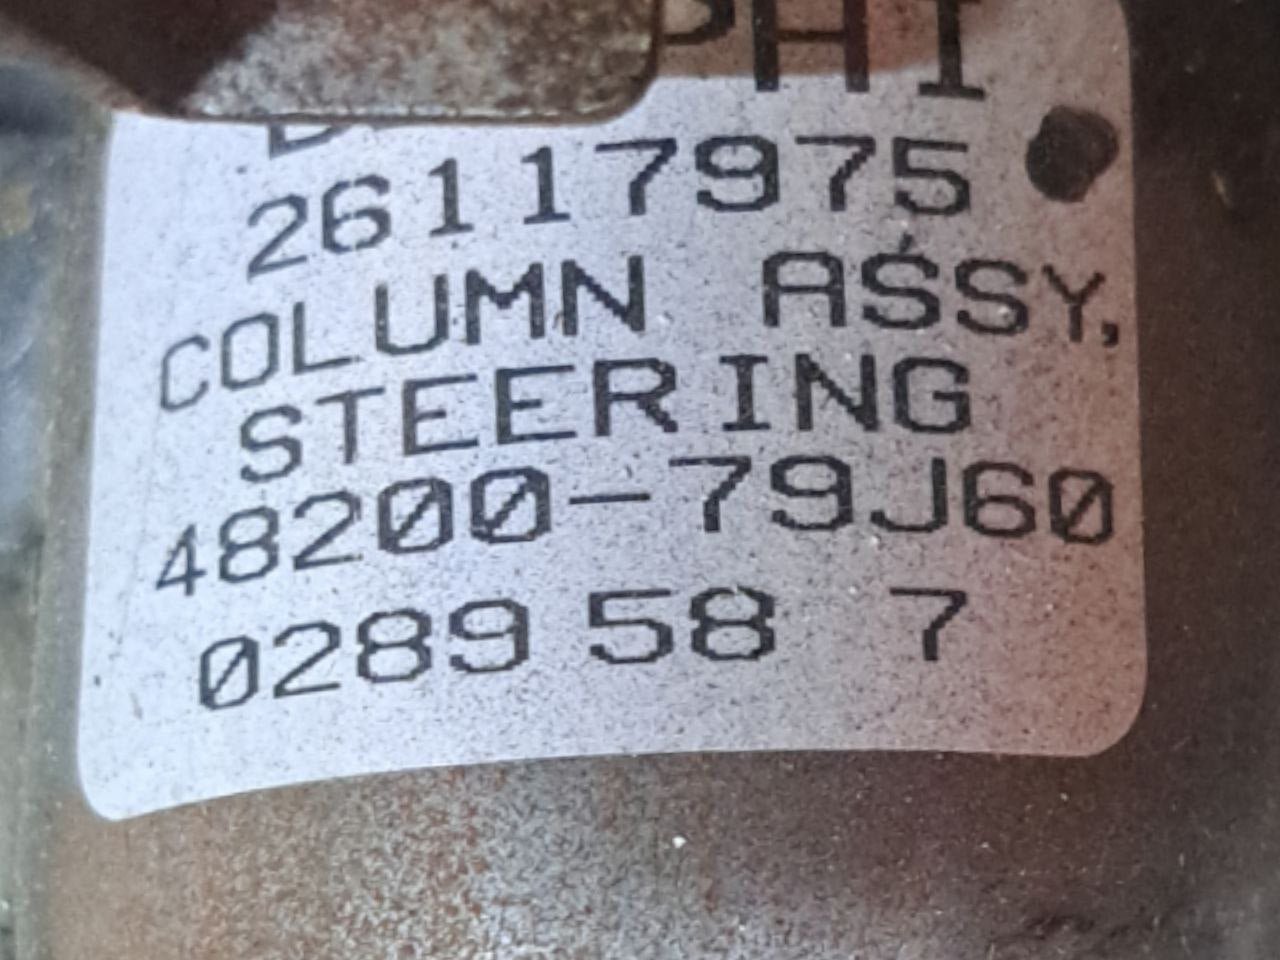 26117975
COLUMN ASSY,
STEERING
48200-79J60
0289 58 7